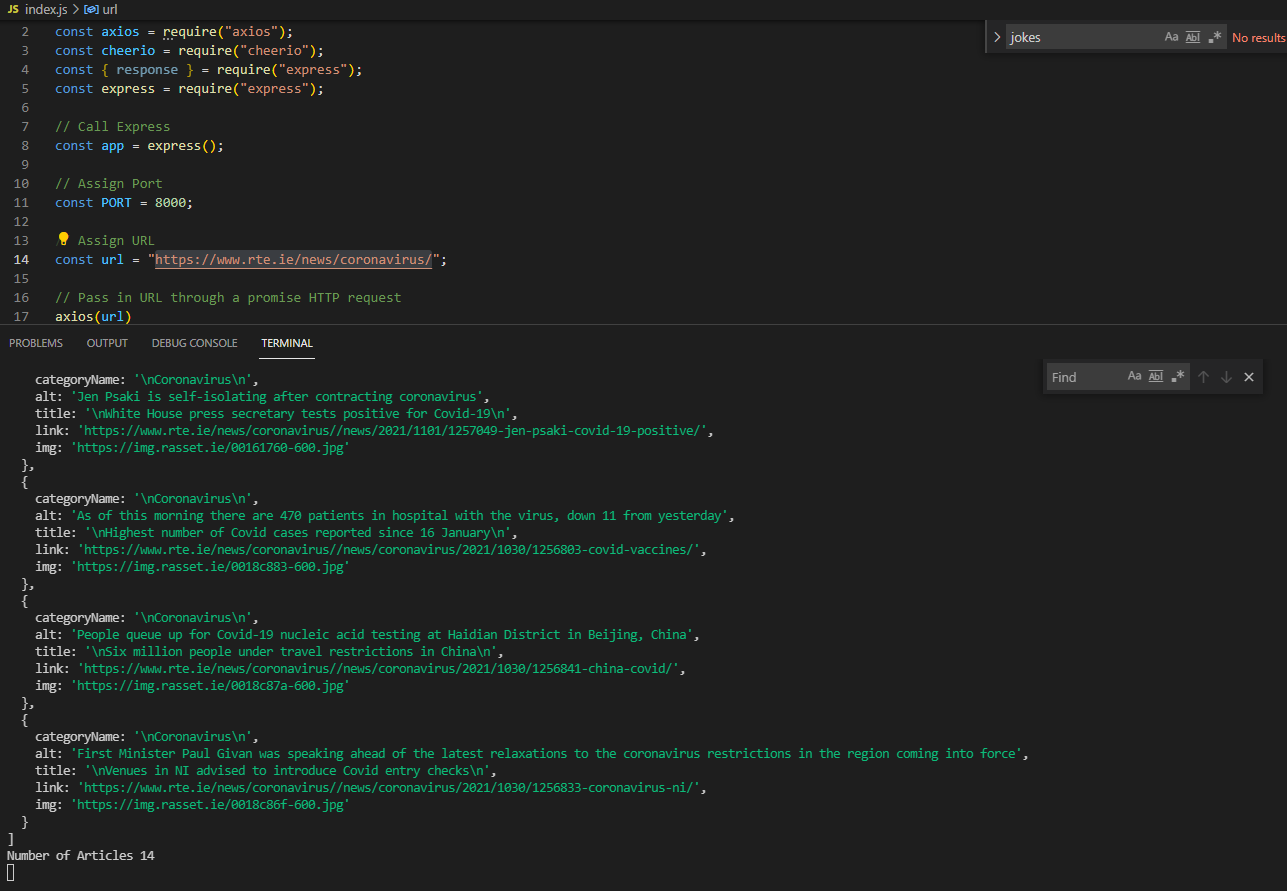 JS index.js > url
jokes
Aa Abl .* No results
2 const axios = require("axios");
3 const cheerio = require("cheerio");
4 const { response } = require("express");
5 const express = require("express");
6
7 // Call Express
8 const app = express();
9
10 // Assign Port
11 const PORT = 8000;
12
13 Assign URL
14 const url = "https://www.rte.ie/news/coronavirus/";
15
16 // Pass in URL through a promise HTTP request
17 axios(url)
PROBLEMS OUTPUT DEBUG CONSOLE TERMINAL
Find Aa Abl .*
categoryName: '\nCoronavirus\n',
alt: 'Jen Psaki is self-isolating after contracting coronavirus',
title: '\nWhite House press secretary tests positive for Covid-19\n',
link: 'https://www.rte.ie/news/coronavirus//news/2021/1101/1257049-jen-psaki-covid-19-positive/',
img: 'https://img.rasset.ie/00161760-600.jpg'
},
{
categoryName: '\nCoronavirus\n',
alt: 'As of this morning there are 470 patients in hospital with the virus, down 11 from yesterday',
title: '\nHighest number of Covid cases reported since 16 January\n',
link: 'https://www.rte.ie/news/coronavirus//news/coronavirus/2021/1030/1256803-covid-vaccines/',
img: 'https://img.rasset.ie/0018c883-600.jpg'
},
{
categoryName: '\nCoronavirus\n',
alt: 'People queue up for Covid-19 nucleic acid testing at Haidian District in Beijing, China',
title: '\nSix million people under travel restrictions in China\n',
link: 'https://www.rte.ie/news/coronavirus//news/coronavirus/2021/1030/1256841-china-covid/',
img: 'https://img.rasset.ie/0018c87a-600.jpg'
},
{
categoryName: '\nCoronavirus\n',
alt: 'First Minister Paul Givan was speaking ahead of the latest relaxations to the coronavirus restrictions in the region coming into force',
title: '\nVenues in NI advised to introduce Covid entry checks\n',
link: 'https://www.rte.ie/news/coronavirus//news/coronavirus/2021/1030/1256833-coronavirus-ni/',
img: 'https://img.rasset.ie/0018c86f-600.jpg'
}
]
Number of Articles 14